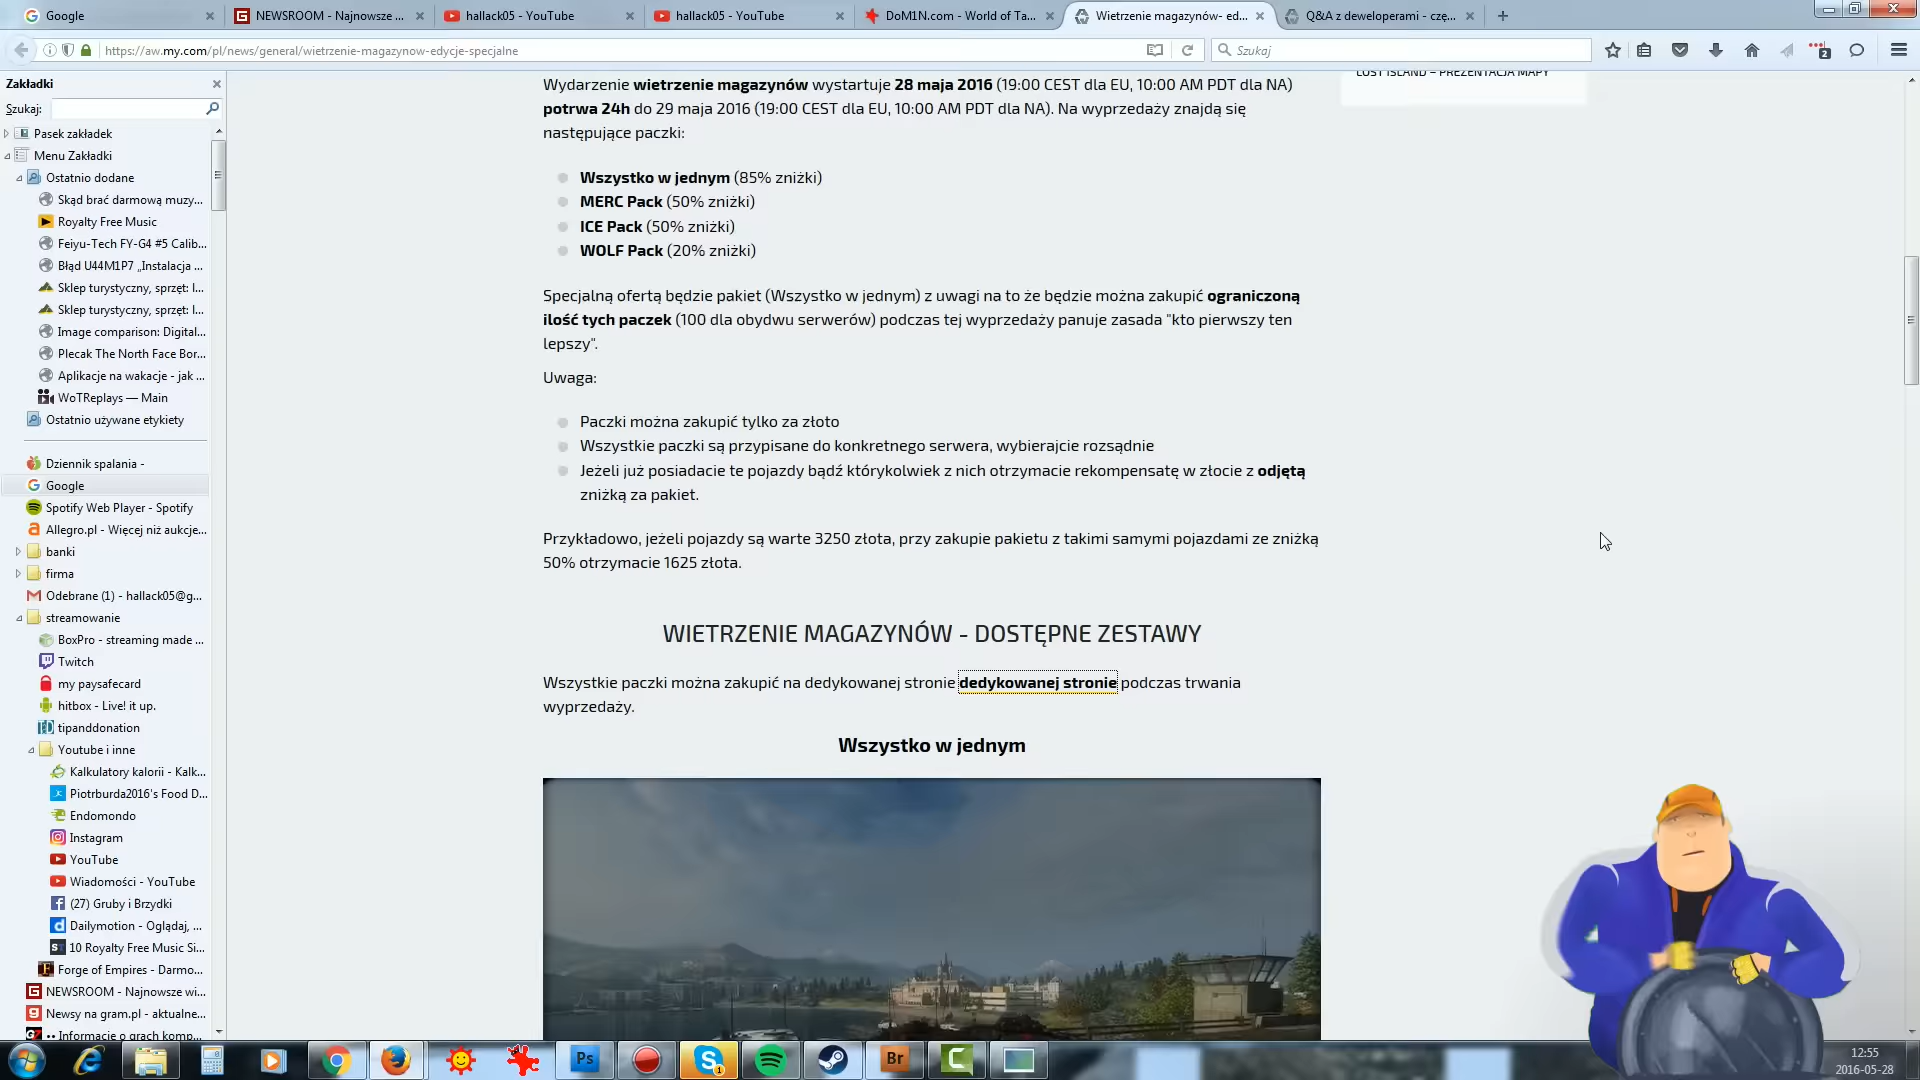 Google
NEWSROOM - Najnowsze ...
hallack05 - YouTube
hallack05 - YouTube
DoM1N.com - World of Ta...
Wietrzenie magazynów- ed...
Q&A z deweloperami - czę...
https://aw.my.com/pl/news/general/wietrzenie-magazynow-edycje-specjalne
Szukaj
2
Zakładki
Szukaj:
Pasek zakładek
Menu Zakładki
Ostatnio dodane
Skąd brać darmową muzy...
Royalty Free Music
Feiyu-Tech FY-G4 #5 Calib...
Błąd U44M1P7 „Instalacja ...
Sklep turystyczny, sprzęt: l...
Sklep turystyczny, sprzęt: l...
Image comparison: Digital...
Plecak The North Face Bor...
Aplikacje na wakacje - jak ...
WoTReplays — Main
Ostatnio używane etykiety
Dziennik spalania -
Google
Spotify Web Player - Spotify
Allegro.pl - Więcej niż aukcje...
banki
firma
Odebrane (1) - hallack05@g...
streamowanie
BoxPro - streaming made ...
Twitch
my paysafecard
hitbox - Live! it up.
tipanddonation
Youtube i inne
Kalkulatory kalorii - Kalk...
Piotrburda2016's Food D...
Endomondo
Instagram
YouTube
Wiadomości - YouTube
(27) Gruby i Brzydki
Dailymotion - Oglądaj, ...
10 Royalty Free Music Si...
Forge of Empires - Darmo...
NEWSROOM - Najnowsze wi...
Newsy na gram.pl - aktualne...
•• Informacje o grach komp...
LOST ISLAND – PREZENTACJA MAPY
Wydarzenie wietrzenie magazynów wystartuje 28 maja 2016 (19:00 CEST dla EU, 10:00 AM PDT dla NA)
potrwa 24h do 29 maja 2016 (19:00 CEST dla EU, 10:00 AM PDT dla NA). Na wyprzedaży znajdą się
następujące paczki:
Wszystko w jednym (85% zniżki)
MERC Pack (50% zniżki)
ICE Pack (50% zniżki)
WOLF Pack (20% zniżki)
Specjalną ofertą będzie pakiet (Wszystko w jednym) z uwagi na to że będzie można zakupić ograniczoną
ilość tych paczek (100 dla obydwu serwerów) podczas tej wyprzedaży panuje zasada "kto pierwszy ten
lepszy".
Uwaga:
Paczki można zakupić tylko za złoto
Wszystkie paczki są przypisane do konkretnego serwera, wybierajcie rozsądnie
Jeżeli już posiadacie te pojazdy bądź którykolwiek z nich otrzymacie rekompensatę w złocie z odjętą
zniżką za pakiet.
Przykładowo, jeżeli pojazdy są warte 3250 złota, przy zakupie pakietu z takimi samymi pojazdami ze zniżką
50% otrzymacie 1625 złota.
WIETRZENIE MAGAZYNÓW - DOSTĘPNE ZESTAWY
Wszystkie paczki można zakupić na dedykowanej stronie dedykowanej stronie podczas trwania
wyprzedaży.
Wszystko w jednym
Ps
1
Br
12:55
2016-05-28